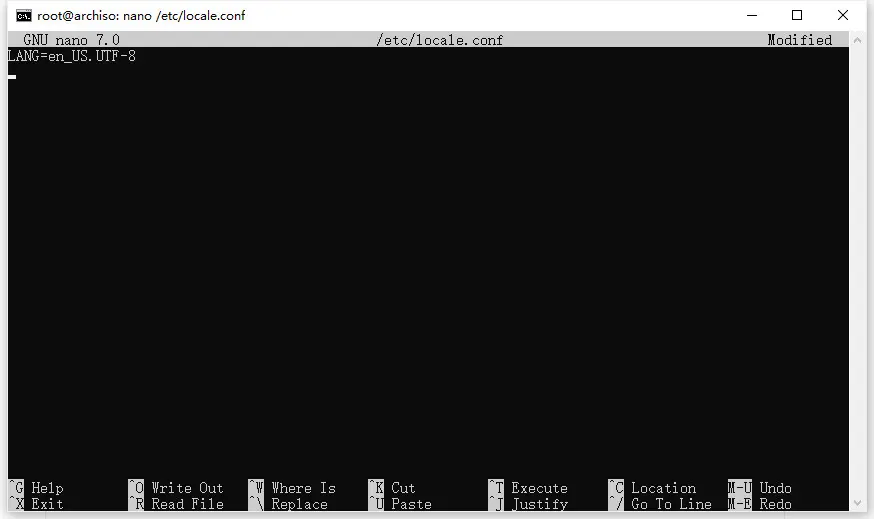 root@archiso: nano /etc/locale.conf
GNU nano 7.0 /etc/locale.conf Modified
LANG=en_US.UTF-8
^G Help ^O Write Out ^W Where Is ^K Cut ^T Execute ^C Location M-U Undo
^X Exit ^R Read File ^\ Replace ^U Paste ^J Justify ^/ Go To Line M-E Redo